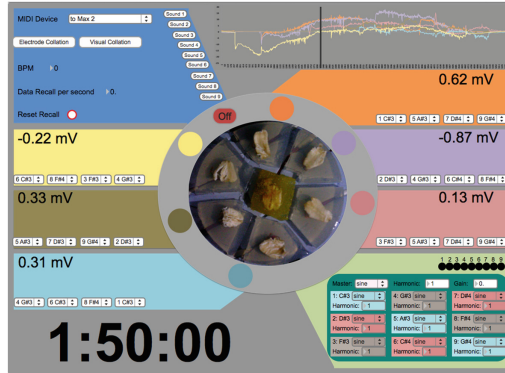 MIDI Device to Max 2
Sound 1
Sound 2
Sound 3
Sound 4
Sound 5
Sound 6
Sound 7
Sound 8
Sound 9
Electrode Collation Visual Collation
BPM 0
Data Recall per second 0.
Reset Recall
Off
0.62 mV
1 C#3 5 A#3 7 D#4 9 G#4
-0.22 mV
6 C#3 8 F#4 3 F#3 4 G#3
-0.87 mV
2 D#3 4 G#3 6 C#4 8 F#4
0.33 mV
5 A#3 7 D#3 9 G#4 2 D#3
0.13 mV
3 F#3 5 A#3 7 D#4 9 G#4
0.31 mV
4 G#3 6 C#3 8 F#4 1 C#3
1 2 3 4 5 6 7 8 9
Master: sine Harmonic: 1 Gain: 0.
1: C#3 sine 4: G#3 sine 7: D#4 sine
Harmonic: 1 Harmonic: 1 Harmonic: 1
2: D#3 sine 5: A#3 sine 8: F#4 sine
Harmonic: 1 Harmonic: 1 Harmonic: 1
3: F#3 sine 6: C#4 sine 9: G#4 sine
Harmonic: 1 Harmonic: 1 Harmonic: 1
1:50:00